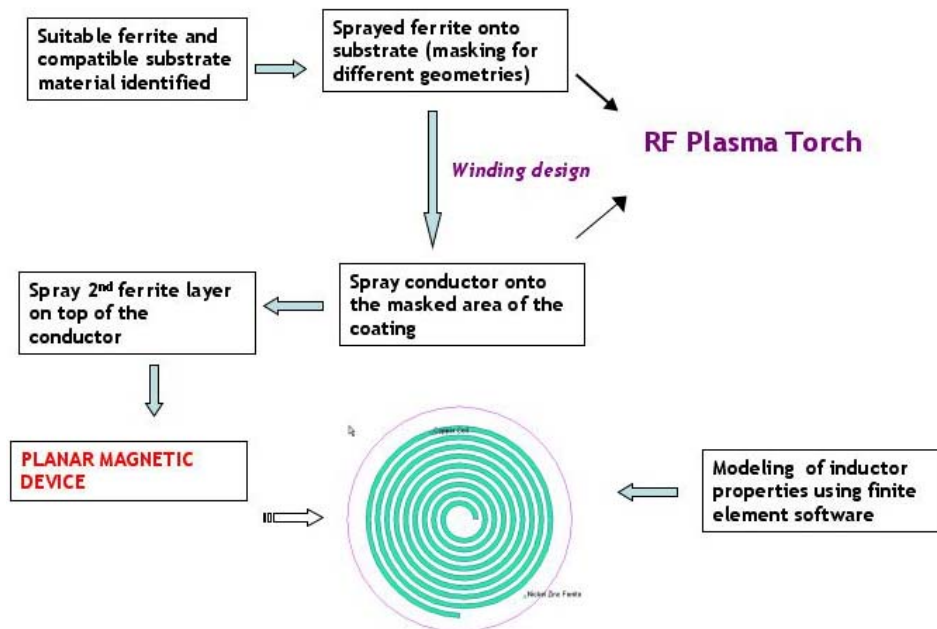 Suitable ferrite and
compatible substrate
material identified
Sprayed ferrite onto
substrate (masking for
different geometries)
RF Plasma Torch
Winding design
Spray 2nd ferrite layer
on top of the
conductor
Spray conductor onto
the masked area of the
coating
PLANAR MAGNETIC
DEVICE
Copper Coil
Modeling of inductor
properties using finite
element software
Nickel Zinc Ferrite